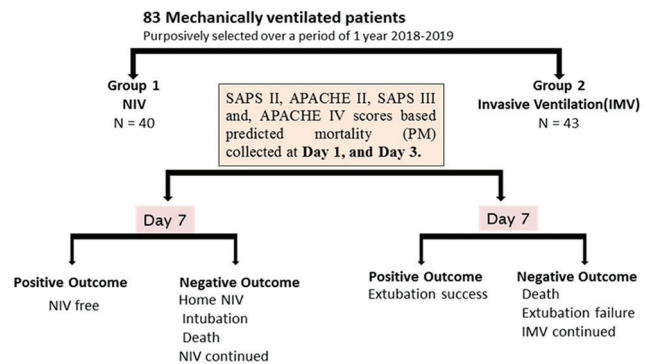 83 Mechanically ventilated patients
Purposively selected over a period of 1 year 2018-2019
Group 1
NIV
N = 40
SAPS II, APACHE II, SAPS III
and, APACHE IV scores based
predicted mortality (PM)
collected at Day 1, and Day 3.
Group 2
Invasive Ventilation(IMV)
N = 43
Day 7
Positive Outcome
NIV free
Negative Outcome
Home NIV
Intubation
Death
NIV continued
Day 7
Positive Outcome
Extubation success
Negative Outcome
Death
Extubation failure
IMV continued